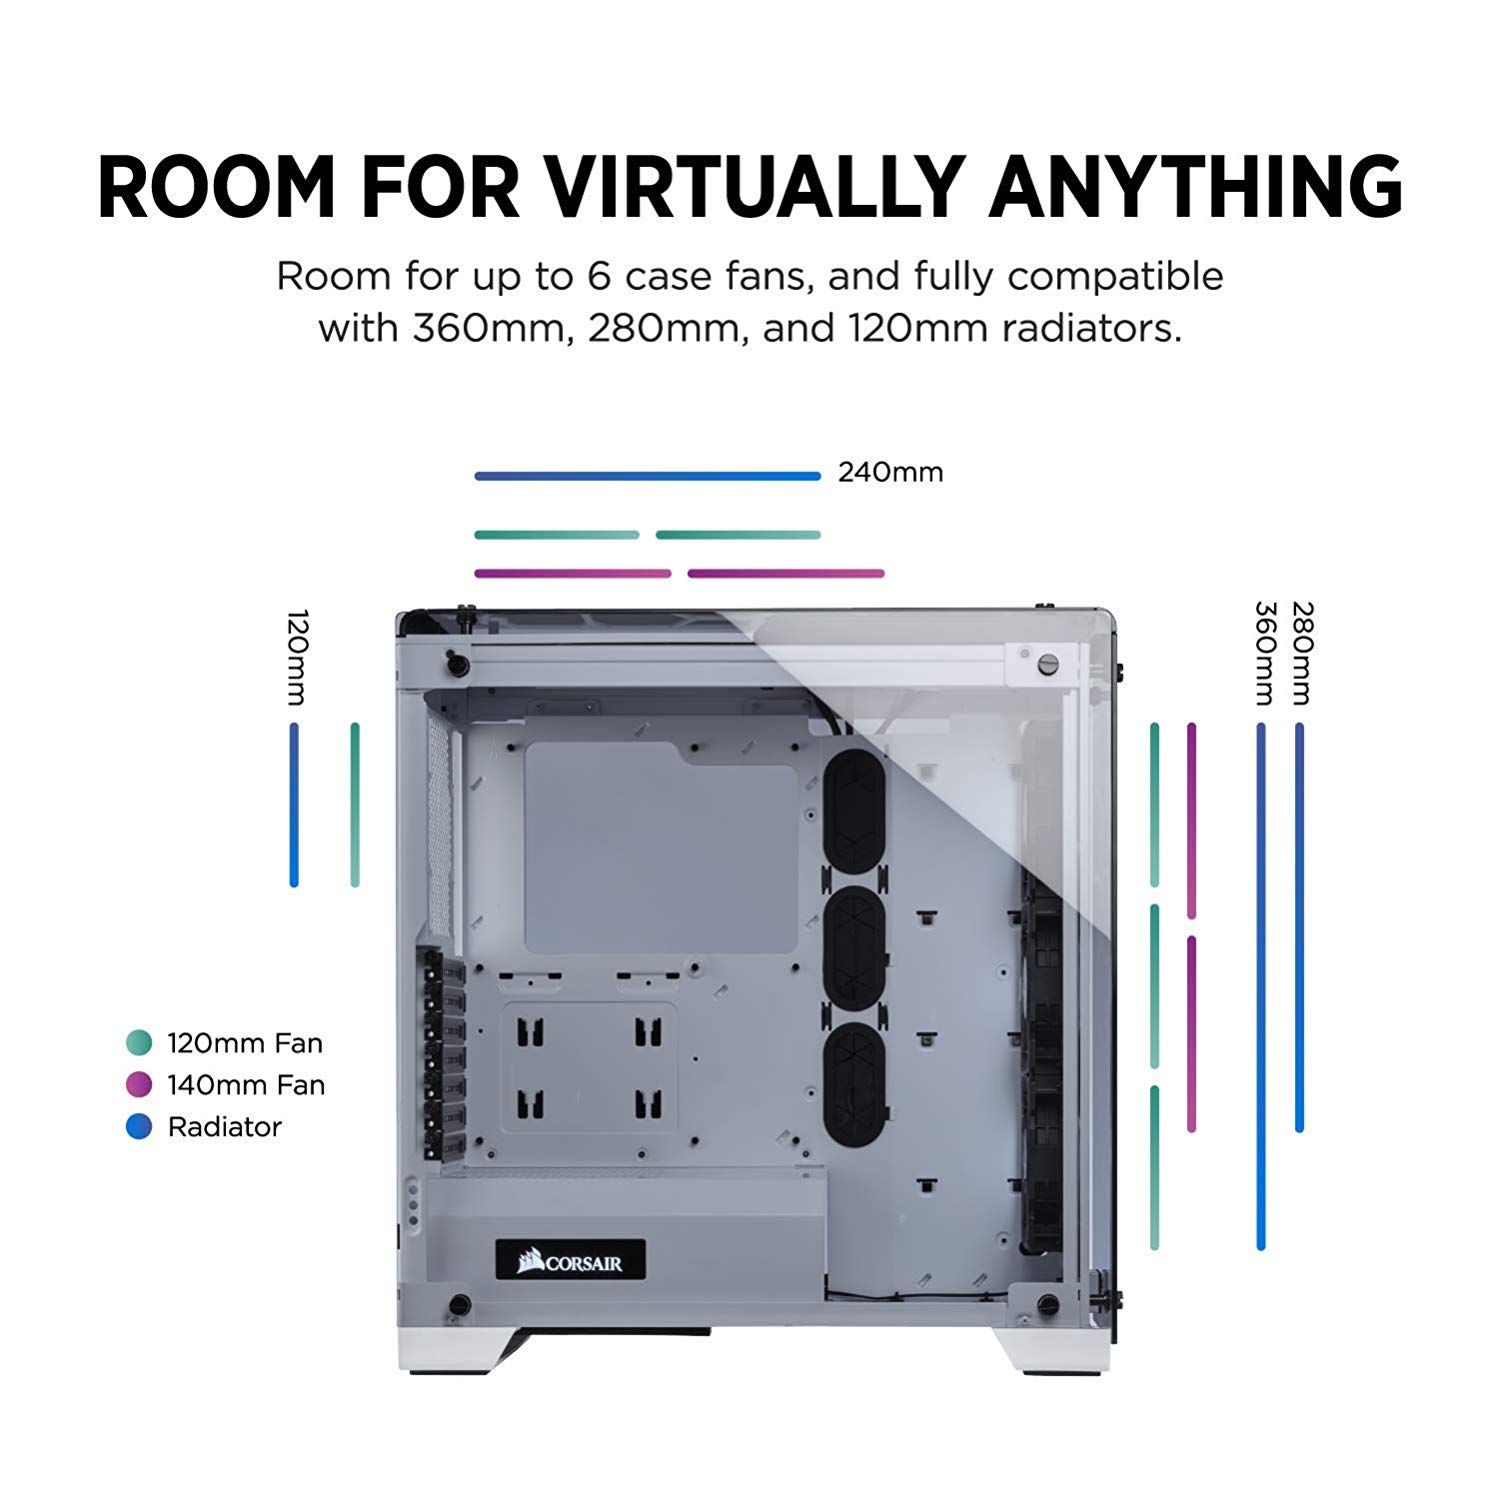 ROOM FOR VIRTUALLY ANYTHING
Room for up to 6 case fans, and fully compatible
with 360mm, 280mm, and 120mm radiators.
240mm
120mm
360mm
280mm
120mm Fan
140mm Fan
Radiator
CORSAIR